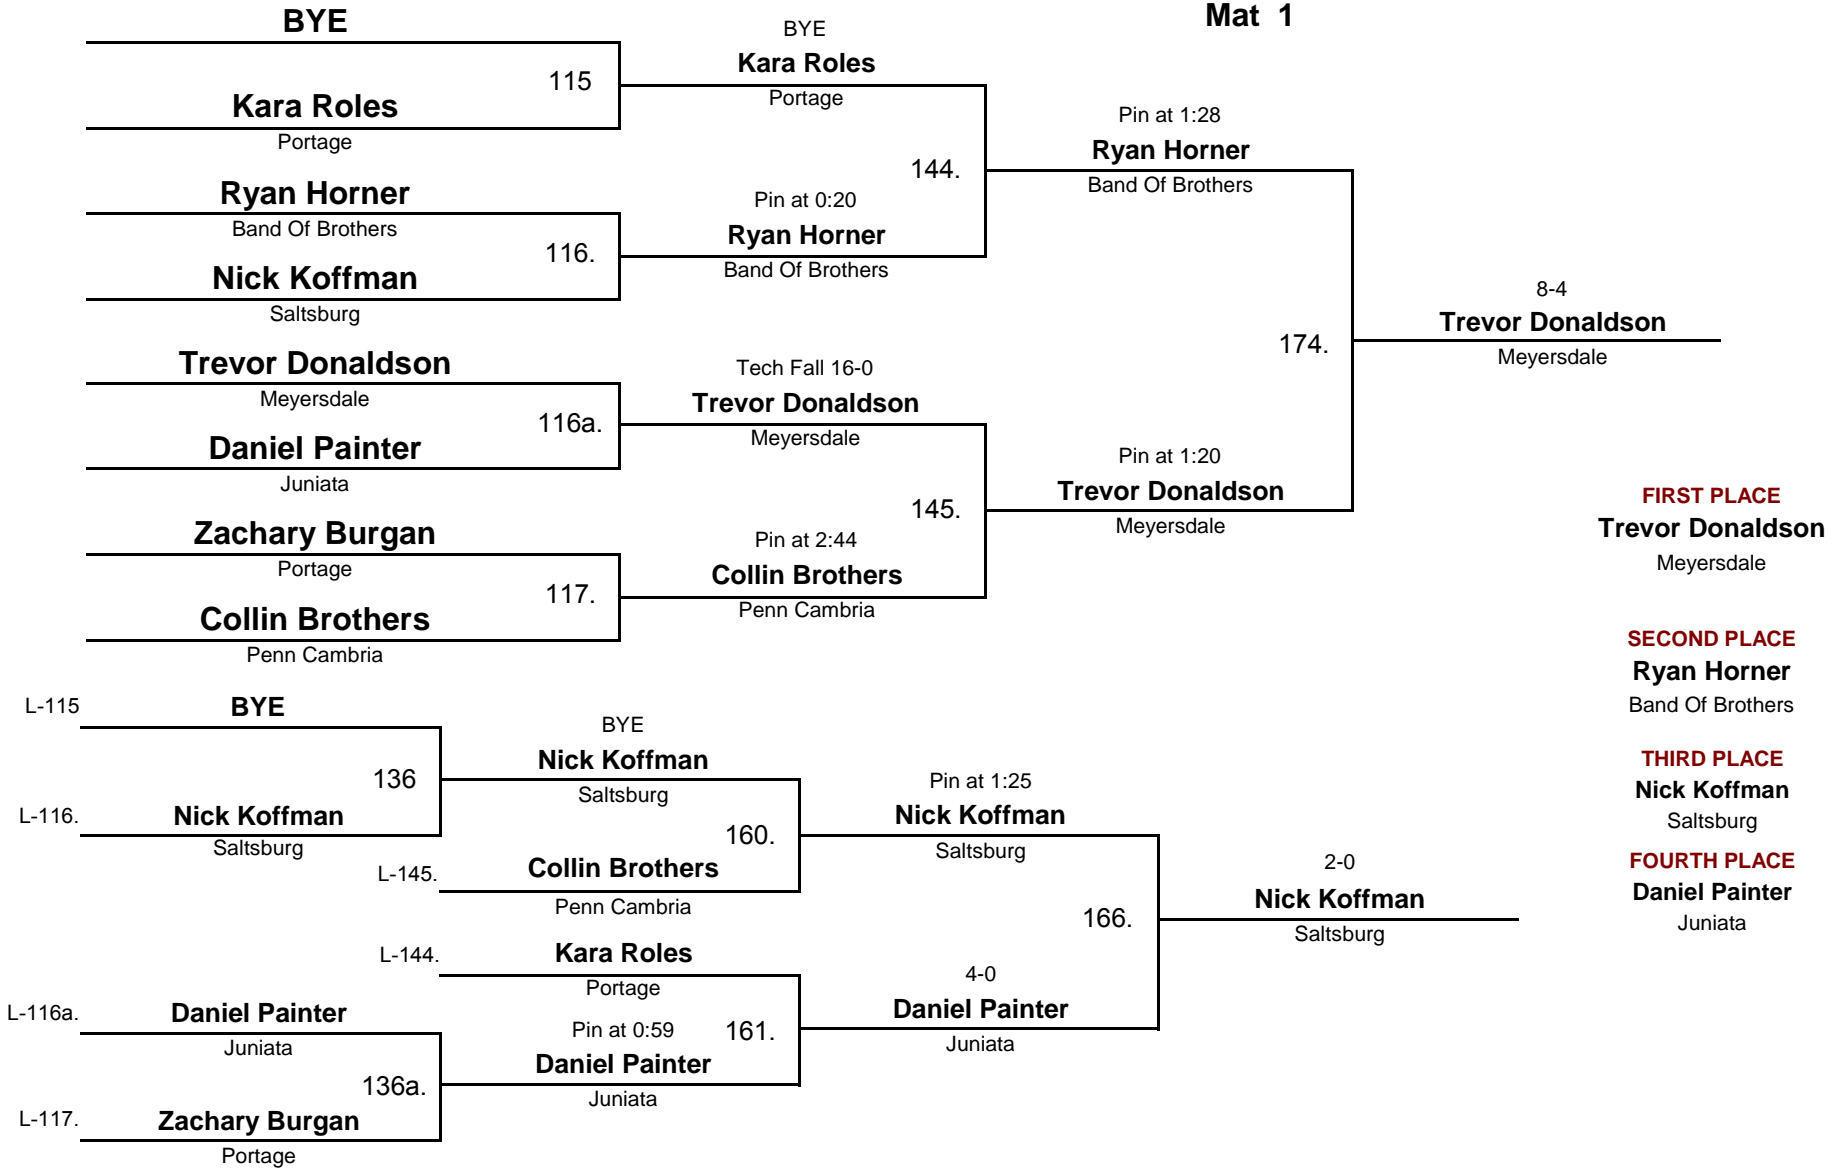 Mat 1
BYE
115
Kara Roles
Portage
Ryan Horner
Band Of Brothers
116.
Nick Koffman
Saltsburg
Trevor Donaldson
Meyersdale
116a.
Daniel Painter
Juniata
Zachary Burgan
Portage
117.
Collin Brothers
Penn Cambria
BYE
Kara Roles
Portage
144.
Pin at 0:20
Ryan Horner
Band Of Brothers
Tech Fall 16-0
Trevor Donaldson
Meyersdale
145.
Pin at 2:44
Collin Brothers
Penn Cambria
Pin at 1:28
Ryan Horner
Band Of Brothers
174.
Pin at 1:20
Trevor Donaldson
Meyersdale
8-4
Trevor Donaldson
Meyersdale
FIRST PLACE
Trevor Donaldson
Meyersdale
SECOND PLACE
Ryan Horner
Band Of Brothers
THIRD PLACE
Nick Koffman
Saltsburg
FOURTH PLACE
Daniel Painter
Juniata
L-115
BYE
136
L-116.
Nick Koffman
Saltsburg
BYE
Nick Koffman
Saltsburg
160.
L-145.
Collin Brothers
Penn Cambria
L-144.
Kara Roles
Portage
161.
Pin at 0:59
Daniel Painter
Juniata
L-116a.
Daniel Painter
Juniata
136a.
L-117.
Zachary Burgan
Portage
Pin at 1:25
Nick Koffman
Saltsburg
166.
4-0
Daniel Painter
Juniata
2-0
Nick Koffman
Saltsburg